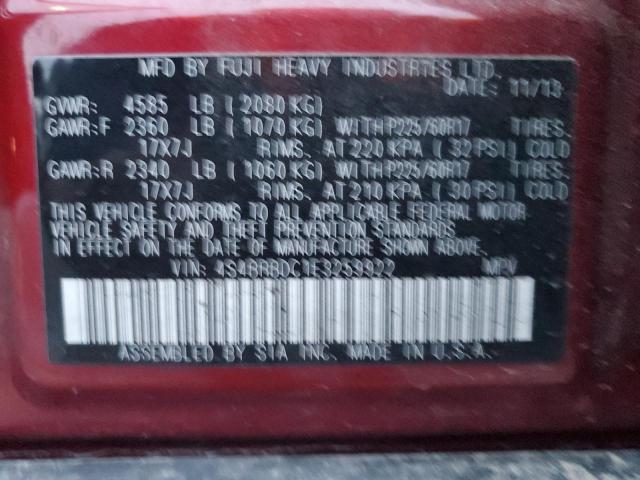 MFD BY FUJI HEAVY INDUSTRIES LTD.
DATE: 11/13
GVWR: 4585 LB ( 2080 KG)
GAWR:F 2360 LB ( 1070 KG) WITH P225/60R17 TIRES.
17X7J RIMS. AT 220 KPA ( 32 PSI) COLD
GAWR:R 2340 LB ( 1060 KG) WITH P225/60R17 TIRES.
17X7J RIMS. AT 210 KPA ( 30 PSI) COLD
THIS VEHICLE CONFORMS TO ALL APPLICABLE FEDERAL MOTOR
VEHICLE SAFETY AND THEFT PREVENTION STANDARDS
IN EFFECT ON THE DATE OF MANUFACTURE SHOWN ABOVE.
VIN: 4S4BRBDC1E3259922 MPV
ASSEMBLED BY SIA INC. MADE IN U.S.A.